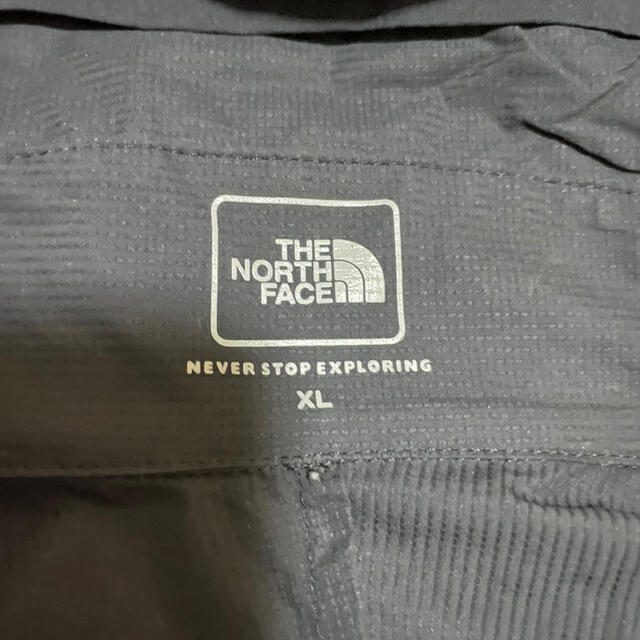 THE
NORTH
FACE
NEVER STOP EXPLORING
XL